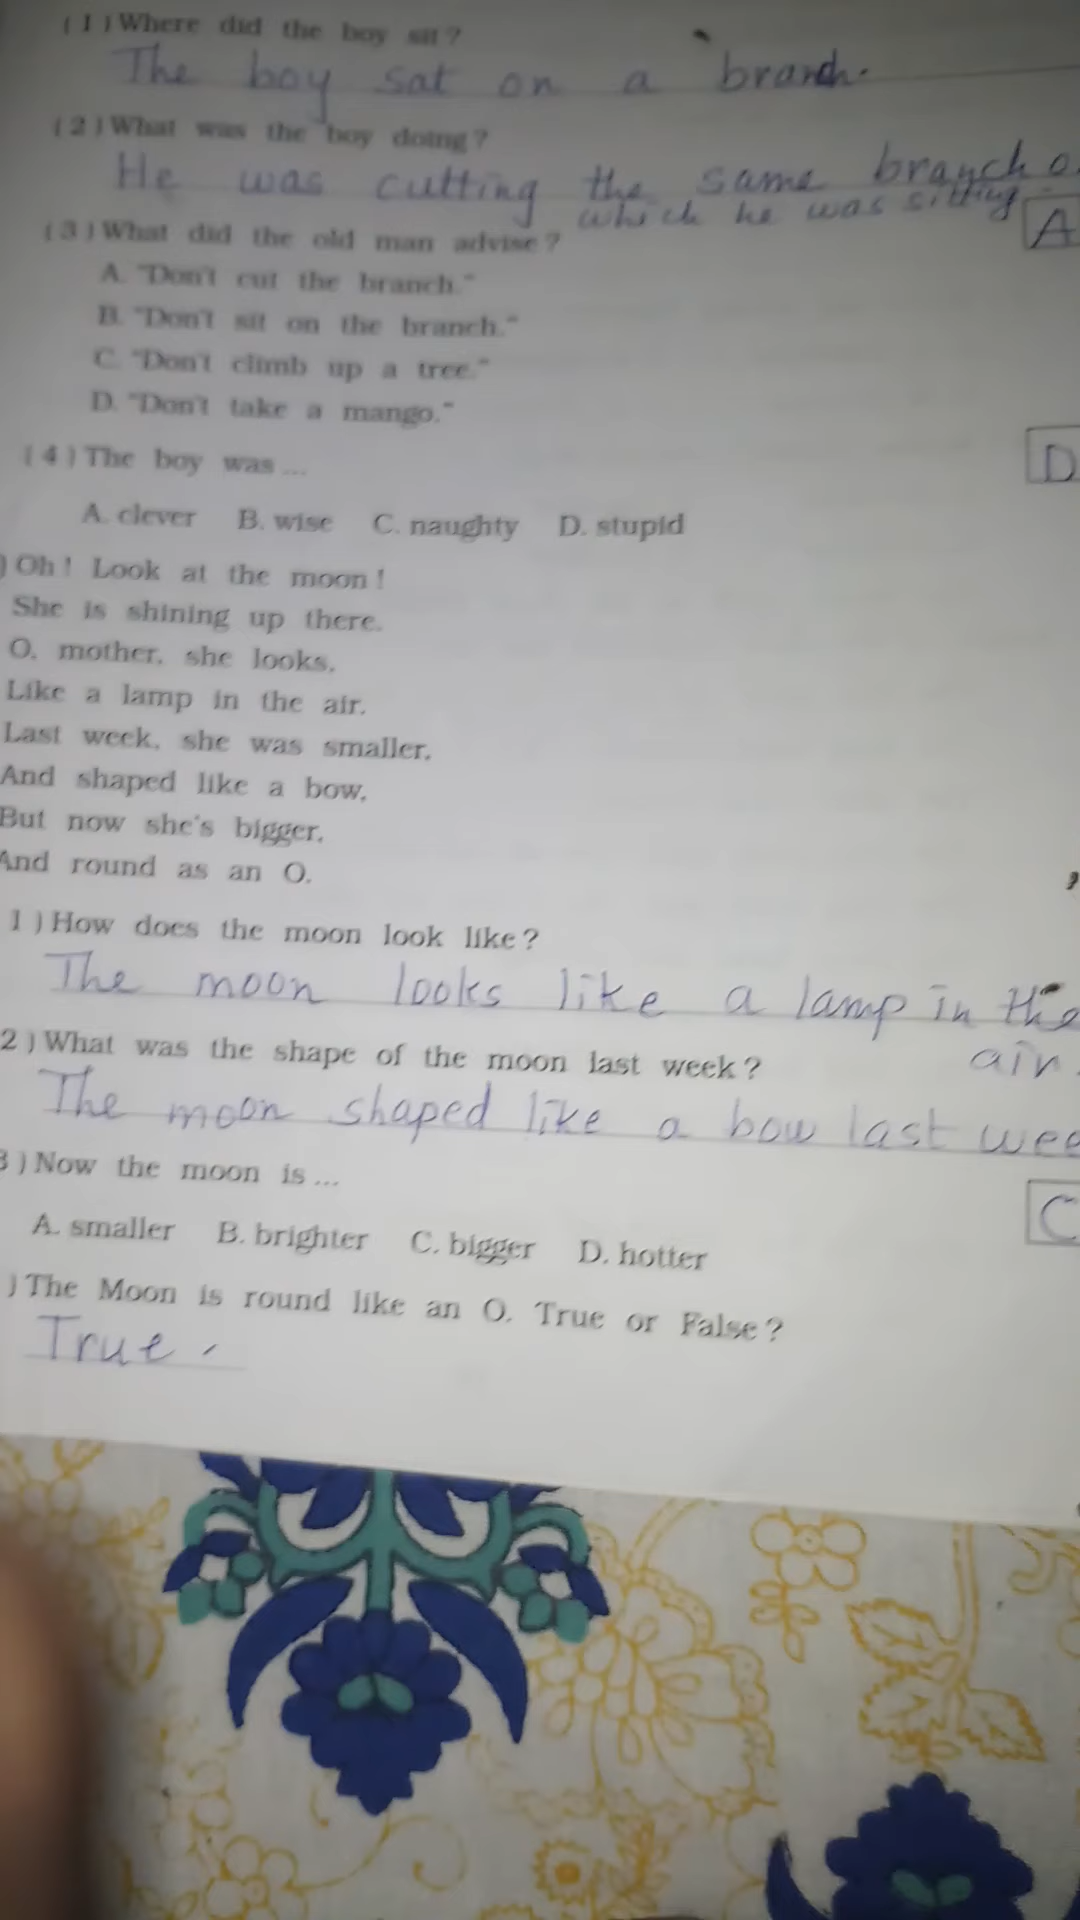 (1) Where did the boy sit?
The boy sat on a branch.
(2) What was the boy doing?
He was cutting the same branch o
which he was sitting.
A
(3) What did the old man advise?
A. "Don't cut the branch."
B. "Don't sit on the branch."
C. "Don't climb up a tree."
D. "Don't take a mango."
(4) The boy was ...
D
A. clever B. wise C. naughty D. stupid
) Oh! Look at the moon!
She is shining up there.
O, mother, she looks,
Like a lamp in the air.
Last week, she was smaller,
And shaped like a bow,
But now she's bigger,
And round as an O.
1) How does the moon look like?
The moon looks like a lamp in the
air.
2) What was the shape of the moon last week?
The moon shaped like a bow last wee
3) Now the moon is ...
C
A. smaller B. brighter C. bigger D. hotter
) The Moon is round like an O. True or False?
True.